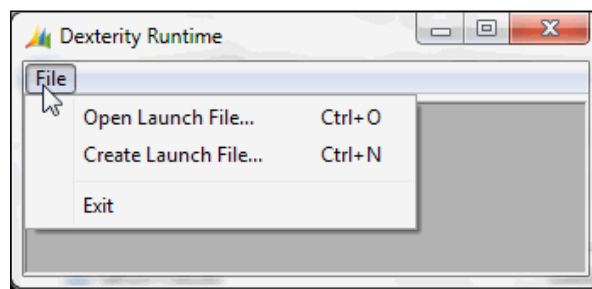 Dexterity Runtime
File
Open Launch File... Ctrl+O
Create Launch File... Ctrl+N
Exit